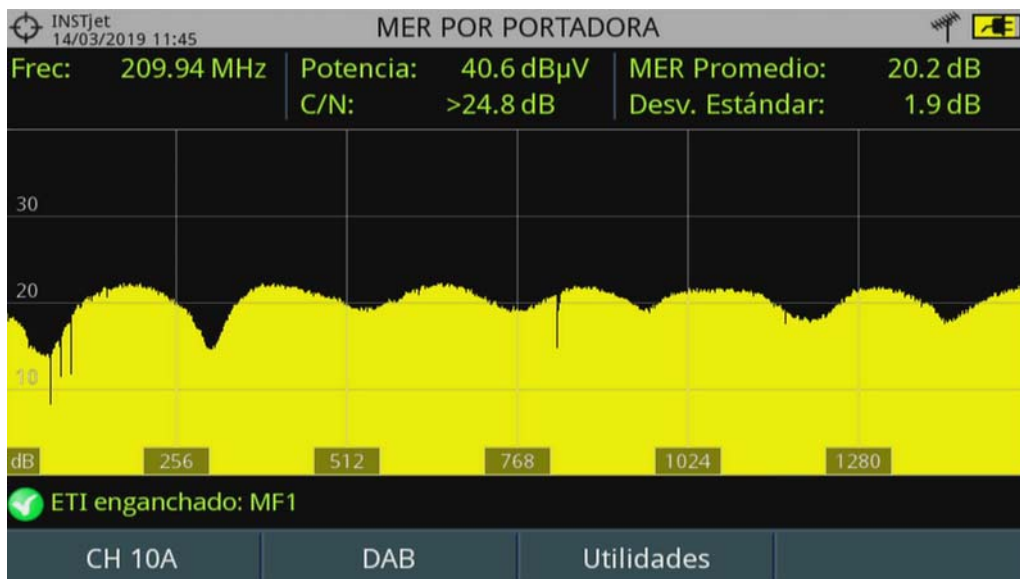 INSTjet
14/03/2019 11:45
MER POR PORTADORA
Frec: 209.94 MHz
Potencia: 40.6 dBµV
MER Promedio: 20.2 dB
C/N: >24.8 dB
Desv. Estándar: 1.9 dB
30
20
10
dB 256 512 768 1024 1280
ETI enganchado: MF1
CH 10A DAB Utilidades